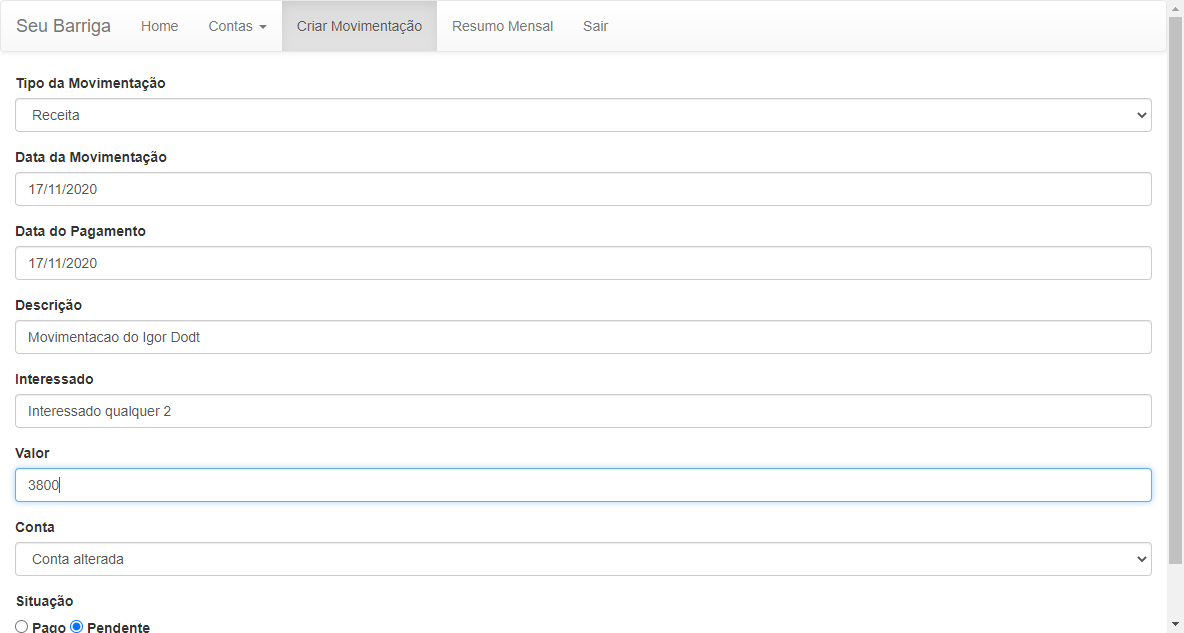 Seu Barriga Home Contas Criar Movimentação Resumo Mensal Sair
Tipo da Movimentação
Receita
Data da Movimentação
17/11/2020
Data do Pagamento
17/11/2020
Descrição
Movimentacao do Igor Dodt
Interessado
Interessado qualquer 2
Valor
3800
Conta
Conta alterada
Situação
Pago Pendente